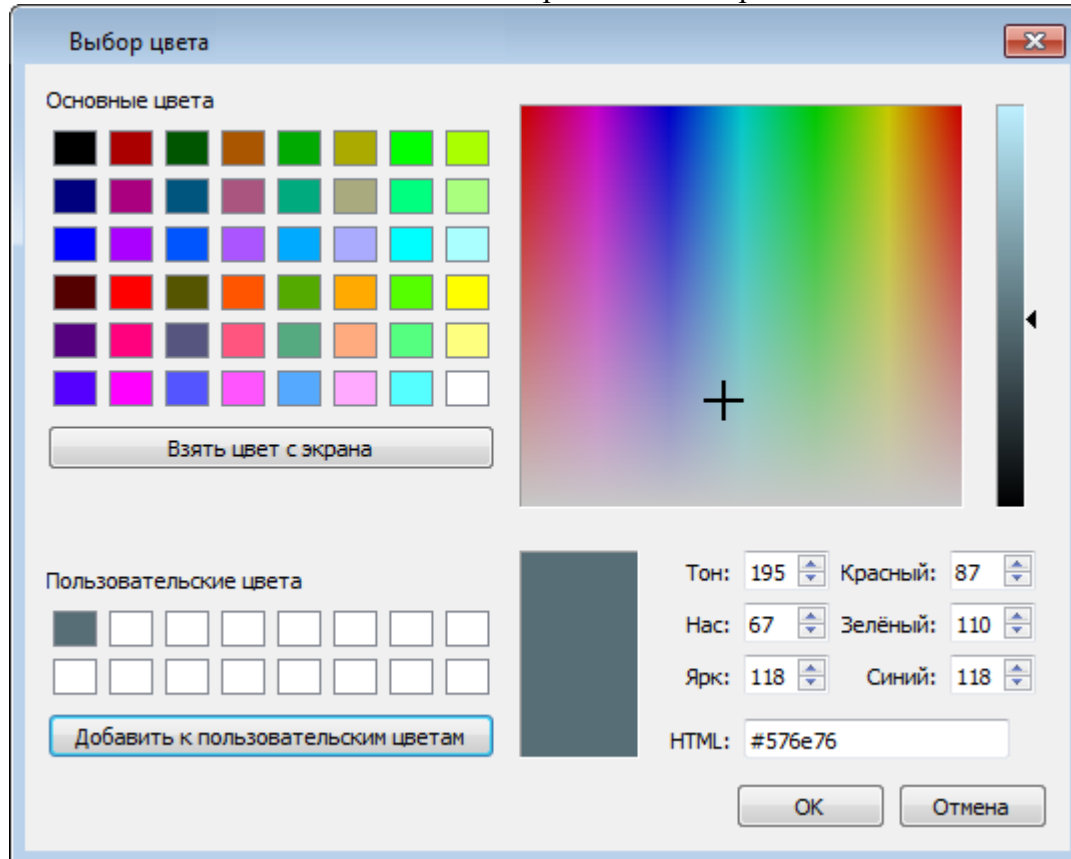 Выбор цвета
Основные цвета
Взять цвет с экрана
Пользовательские цвета
Добавить к пользовательским цветам
Тон: 195 Красный: 87
Нас: 67 Зелёный: 110
Ярк: 118 Синий: 118
HTML: #576e76
OK Отмена